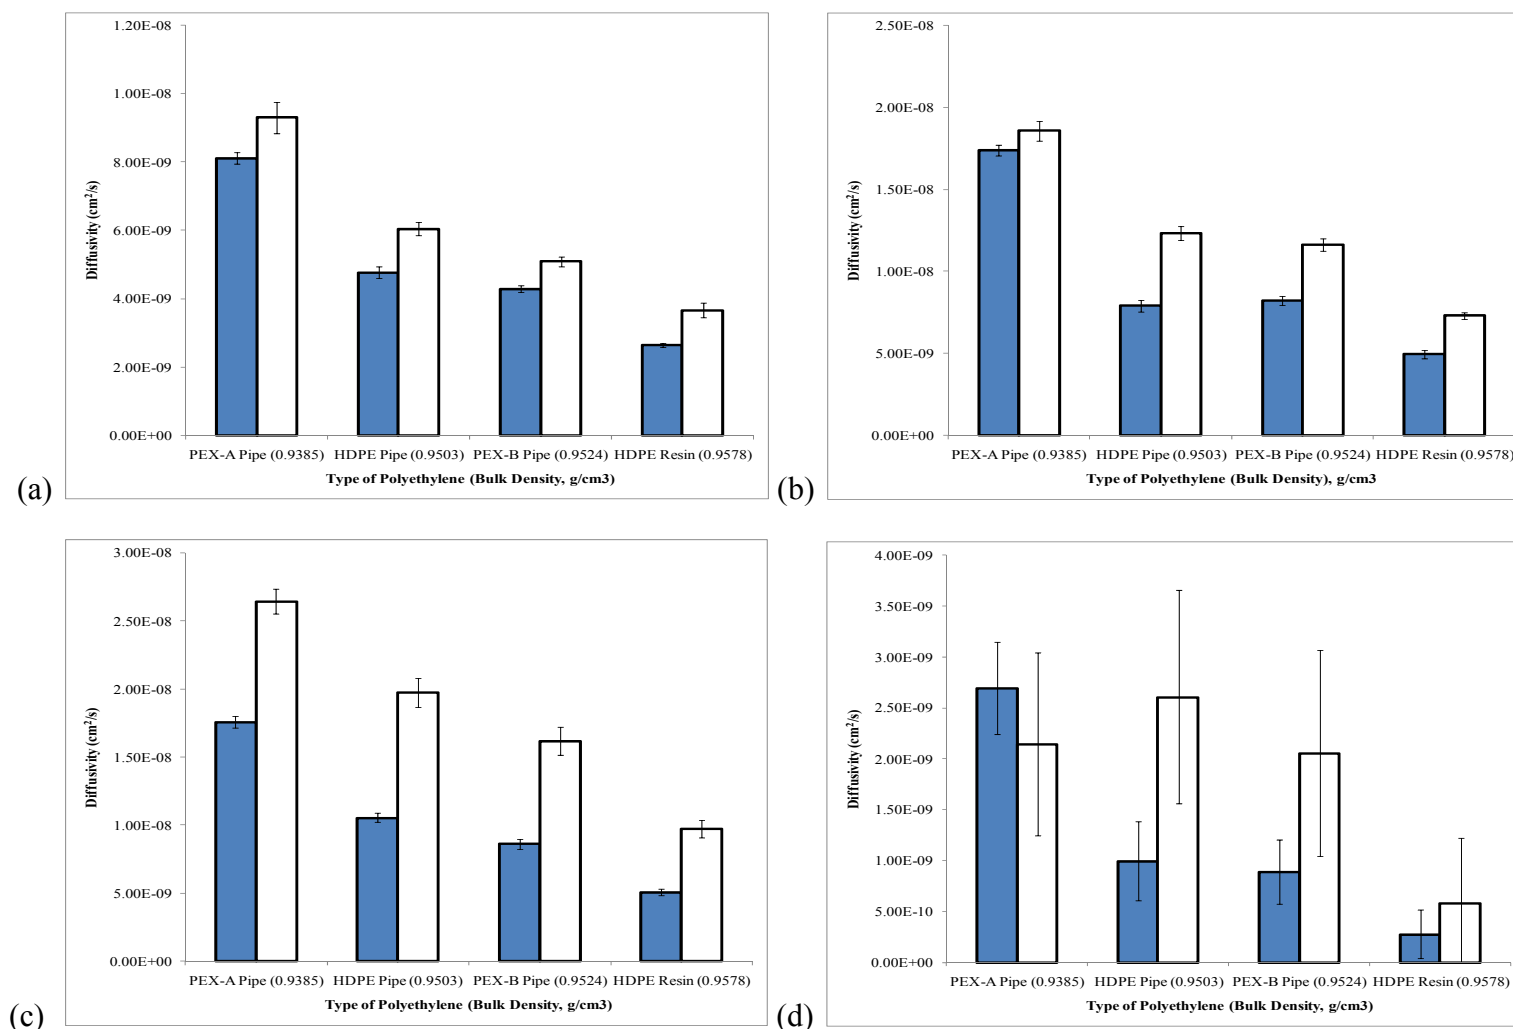 1.20E-08
1.00E-08
8.00E-09
6.00E-09
4.00E-09
2.00E-09
0.00E+00
Diffusivity (cm²/s)
PEX-A Pipe (0.9385) HDPE Pipe (0.9503) PEX-B Pipe (0.9524) HDPE Resin (0.9578)
Type of Polyethylene (Bulk Density, g/cm3)
(a)
2.50E-08
2.00E-08
1.50E-08
1.00E-08
5.00E-09
0.00E+00
Diffusivity (cm²/s)
PEX-A Pipe (0.9385) HDPE Pipe (0.9503) PEX-B Pipe (0.9524) HDPE Resin (0.9578)
Type of Polyethylene (Bulk Density), g/cm3
(b)
3.00E-08
2.50E-08
2.00E-08
1.50E-08
1.00E-08
5.00E-09
0.00E+00
Diffusivity (cm²/s)
PEX-A Pipe (0.9385) HDPE Pipe (0.9503) PEX-B Pipe (0.9524) HDPE Resin (0.9578)
Type of Polyethylene (Bulk Density, g/cm3)
(c)
4.00E-09
3.50E-09
3.00E-09
2.50E-09
2.00E-09
1.50E-09
1.00E-09
5.00E-10
0.00E+00
Diffusivity (cm²/s)
PEX-A Pipe (0.9385) HDPE Pipe (0.9503) PEX-B Pipe (0.9524) HDPE Resin (0.9578)
Type of Polyethylene (Bulk Density, g/cm3)
(d)